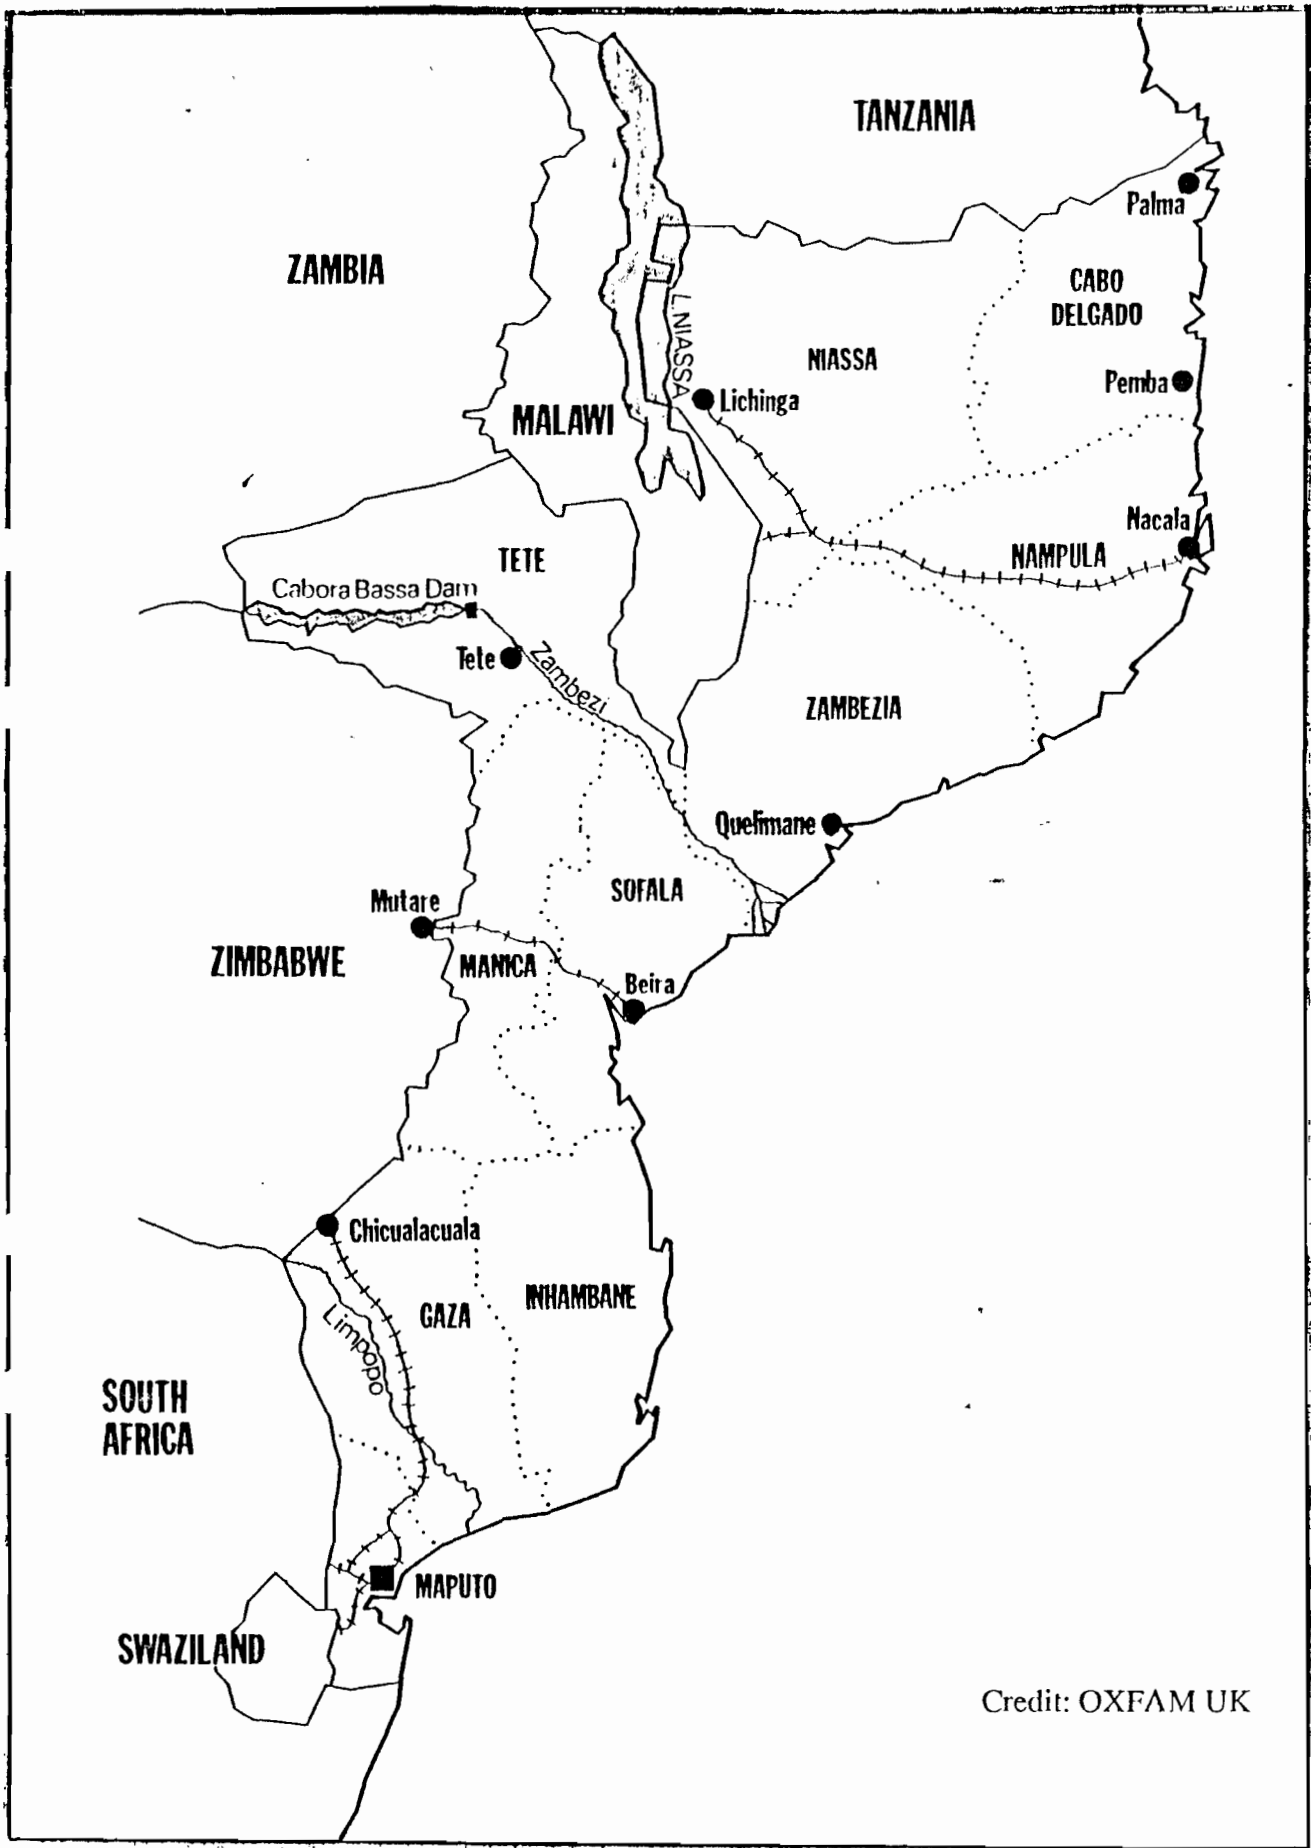 TANZANIA
Palma
ZAMBIA
CABO
DELGADO
L.NIASSA
NIASSA
Pemba
Lichinga
MALAWI
Nacala
TETE
NAMPULA
Cabora Bassa Dam
Tete
Zambezi
ZAMBEZIA
Quelimane
SOFALA
Mutare
ZIMBABWE
MANICA
Beira
Chicualacuala
GAZA
INHAMBANE
Limpopo
SOUTH
AFRICA
MAPUTO
SWAZILAND
Credit: OXFAM UK